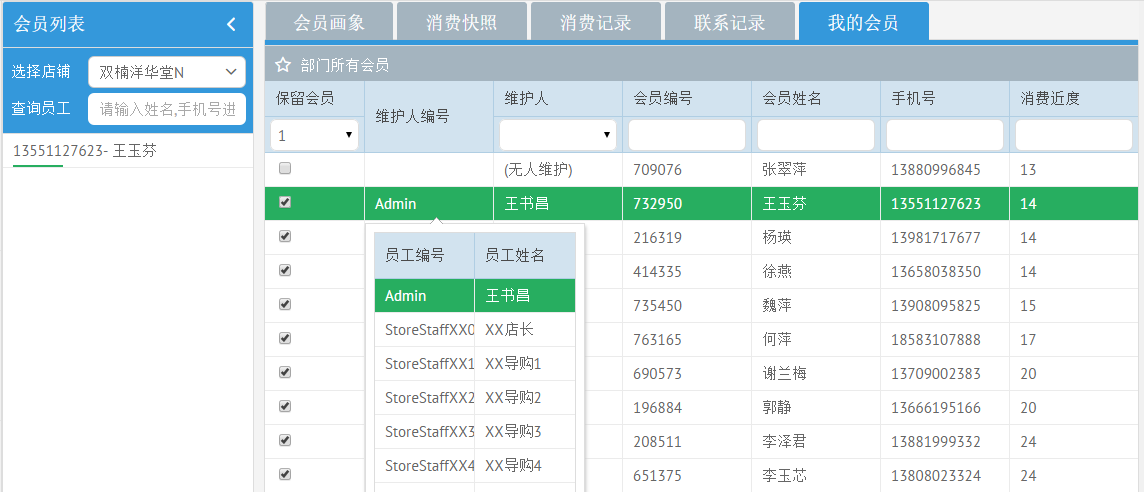 会员列表
选择店铺 双楠洋华堂N
查询员工 请输入姓名,手机号进
13551127623- 王玉芬
会员画象 消费快照 消费记录 联系记录 我的会员
部门所有会员
保留会员 维护人编号 维护人 会员编号 会员姓名 手机号 消费近度
1
(无人维护) 709076 张翠萍 13880996845 13
Admin 王书昌 732950 王玉芬 13551127623 14
216319 杨瑛 13981717677 14
414335 徐燕 13658038350 14
735450 魏萍 13908095825 15
763165 何萍 18583107888 17
690573 谢兰梅 13709002383 20
196884 郭静 13666195166 20
208511 李泽君 13881999332 24
651375 李玉芯 13808023324 24
员工编号 员工姓名
Admin 王书昌
StoreStaffXX0 XX店长
StoreStaffXX1 XX导购1
StoreStaffXX2 XX导购2
StoreStaffXX3 XX导购3
StoreStaffXX4 XX导购4